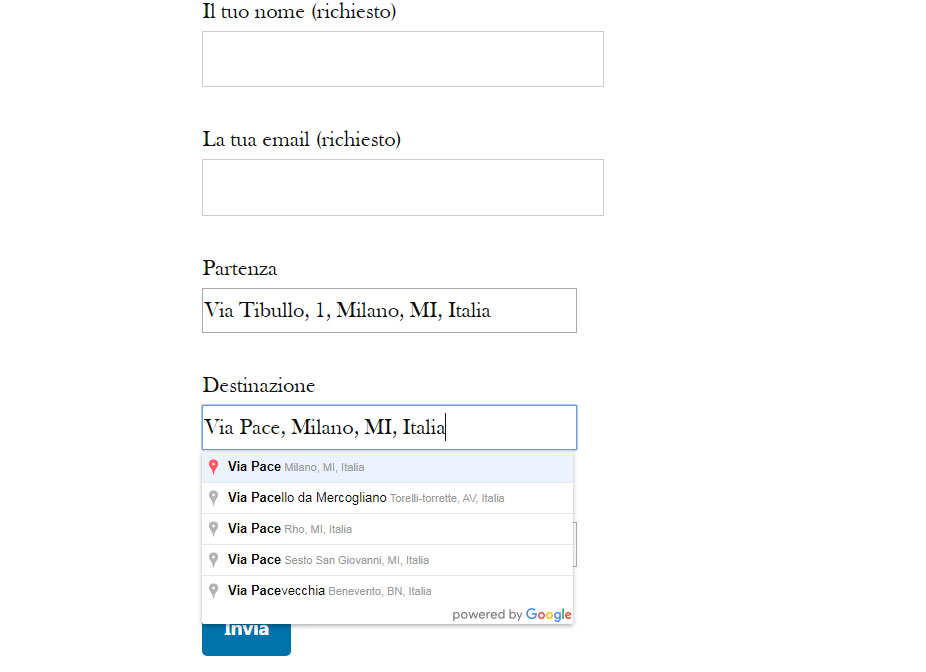 Il tuo nome (richiesto)
La tua email (richiesto)
Partenza
Via Tibullo, 1, Milano, MI, Italia
Destinazione
Via Pace, Milano, MI, Italia
Via Pace Milano, MI, Italia
Via Pacello da Mercogliano Torelli-torrette, AV, Italia
Via Pace Rho, MI, Italia
Via Pace Sesto San Giovanni, MI, Italia
Via Pacevecchia Benevento, BN, Italia
powered by Google
Invia